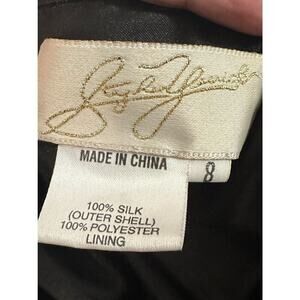 MADE IN CHINA
8
100% SILK
(OUTER SHELL)
100% POLYESTER
LINING